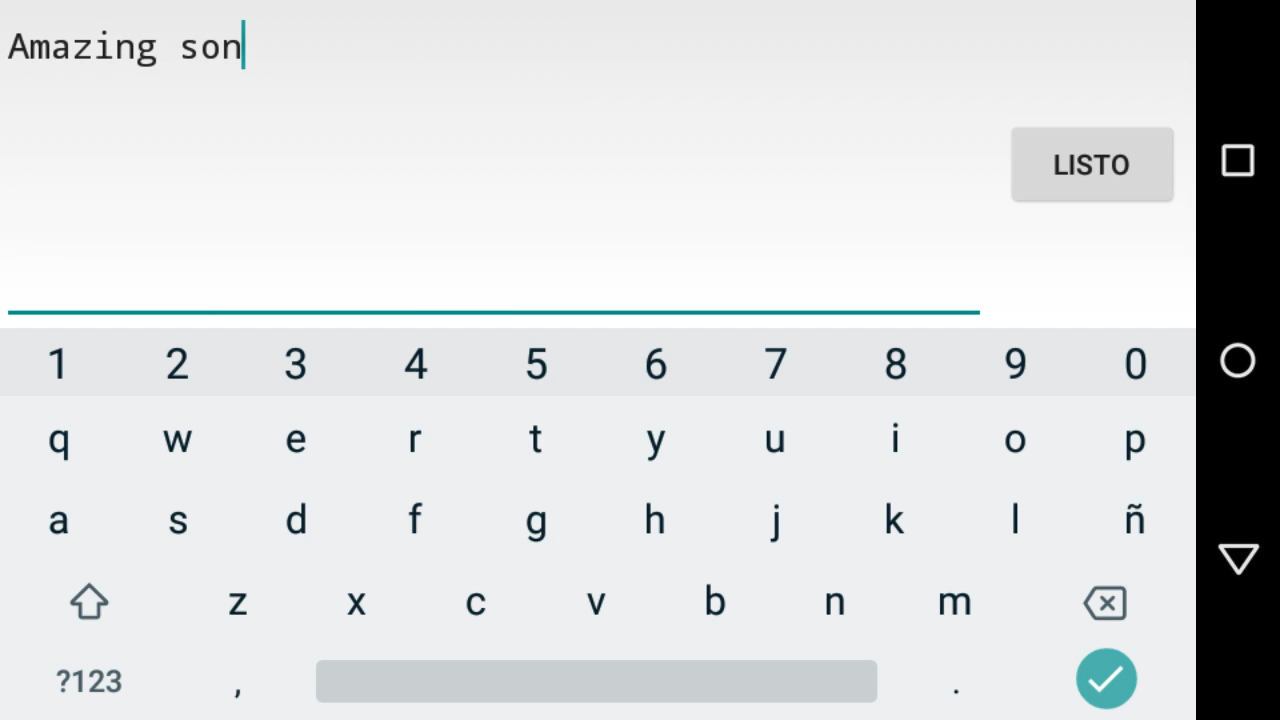 Amazing son
LISTO
1 2 3 4 5 6 7 8 9 0
q w e r t y u i o p
a s d f g h j k l ñ
z x c v b n m
?123 , .